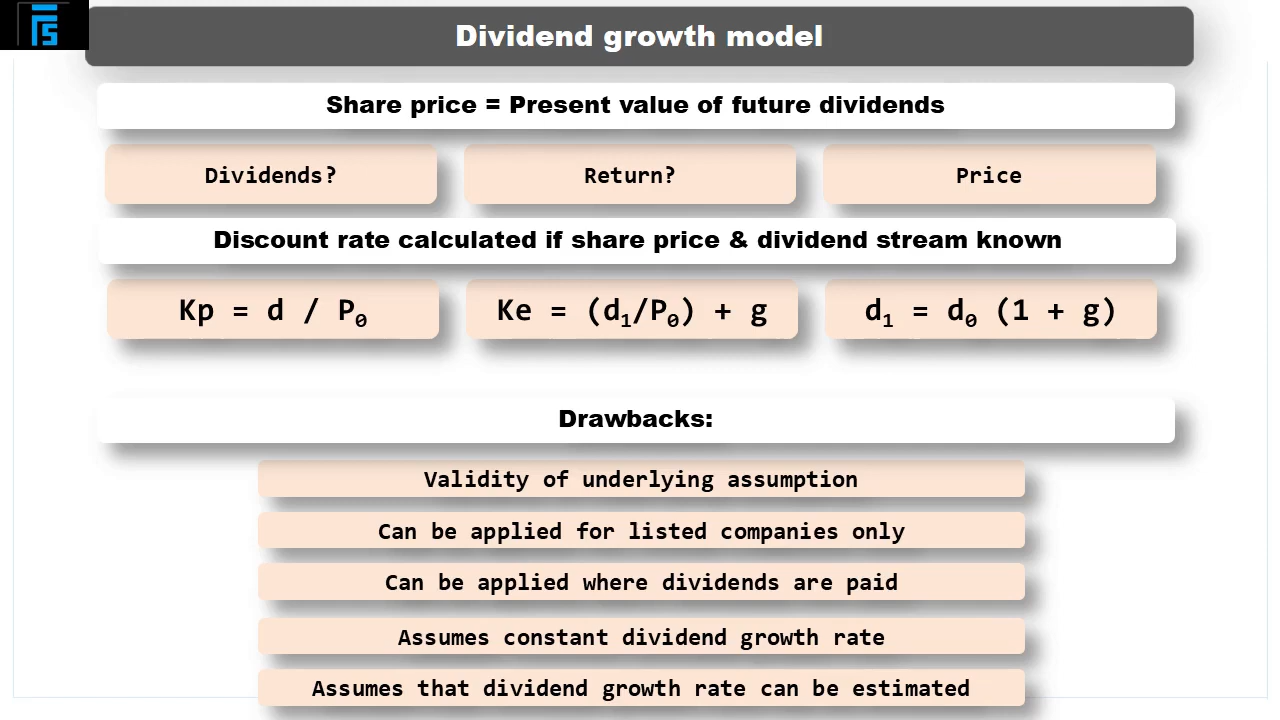 Dividend growth model
Share price = Present value of future dividends
Dividends?
Return?
Price
Discount rate calculated if share price & dividend stream known
Kp = d / P₀
Ke = (d₁/P₀) + g
d₁ = d₀ (1 + g)
Drawbacks:
Validity of underlying assumption
Can be applied for listed companies only
Can be applied where dividends are paid
Assumes constant dividend growth rate
Assumes that dividend growth rate can be estimated